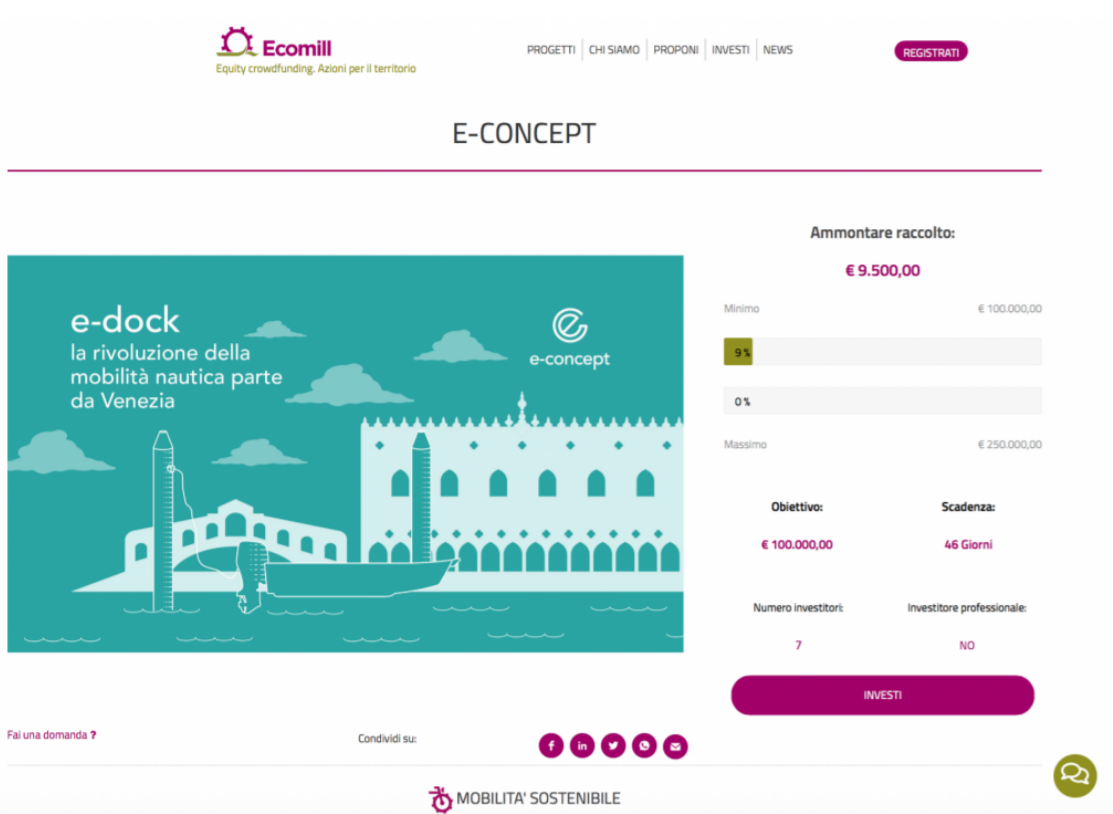 Ecomill
Equity crowdfunding. Azioni per il territorio
PROGETTI
CHI SIAMO
PROPONI
INVESTI
NEWS
REGISTRATI
E-CONCEPT
e-dock
la rivoluzione della
mobilità nautica parte
da Venezia
e-concept
Ammontare raccolto:
€ 9.500,00
Minimo € 100.000,00
9 %
0 %
Massimo € 250.000,00
Obiettivo: Scadenza:
€ 100.000,00 46 Giorni
Numero investitori: Investitore professionale:
7 NO
INVESTI
Fai una domanda ?
Condividi su:
MOBILITA' SOSTENIBILE